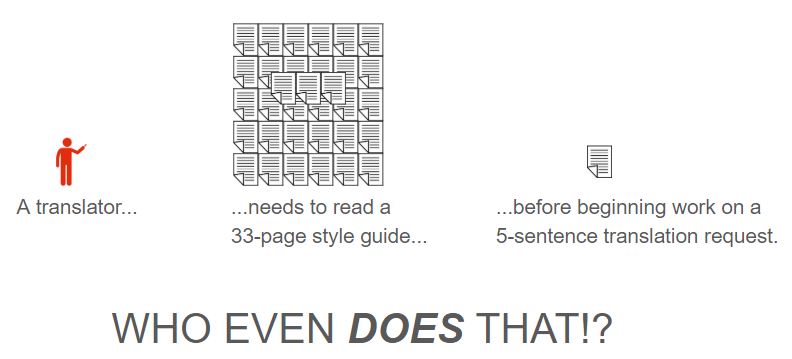 A translator...
...needs to read a
33-page style guide...
...before beginning work on a
5-sentence translation request.
WHO EVEN DOES THAT!?